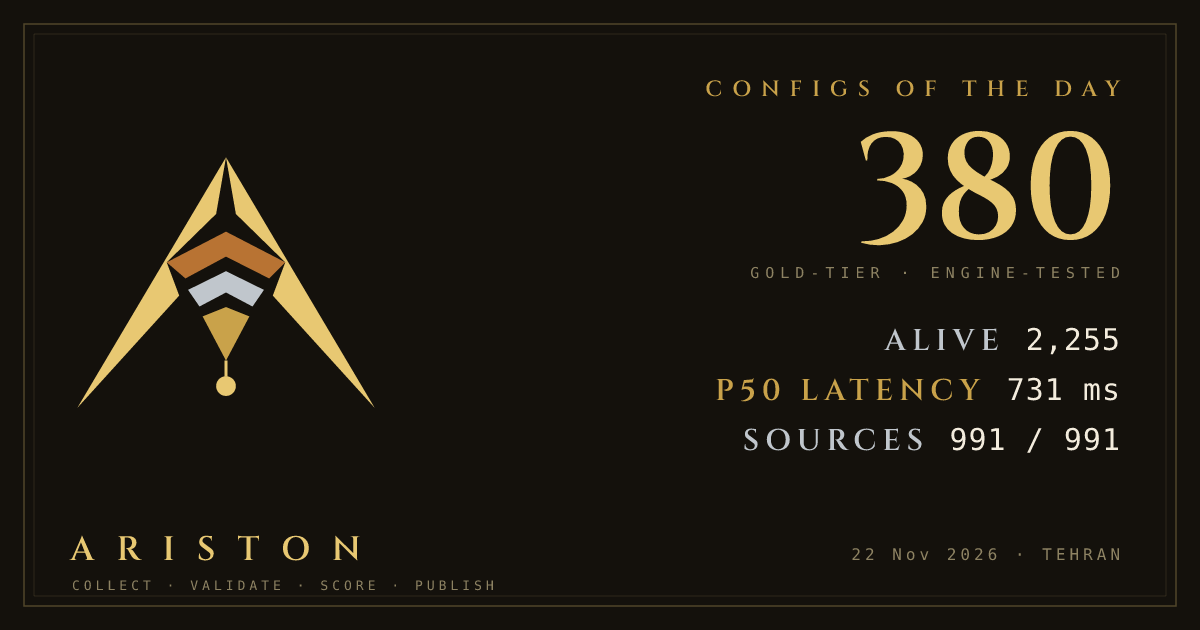 CONFIGS OF THE DAY
380
GOLD-TIER · ENGINE-TESTED
ALIVE 2,255
P50 LATENCY 731 ms
SOURCES 991 / 991
ARISTON
COLLECT · VALIDATE · SCORE · PUBLISH
22 Nov 2026 · TEHRAN